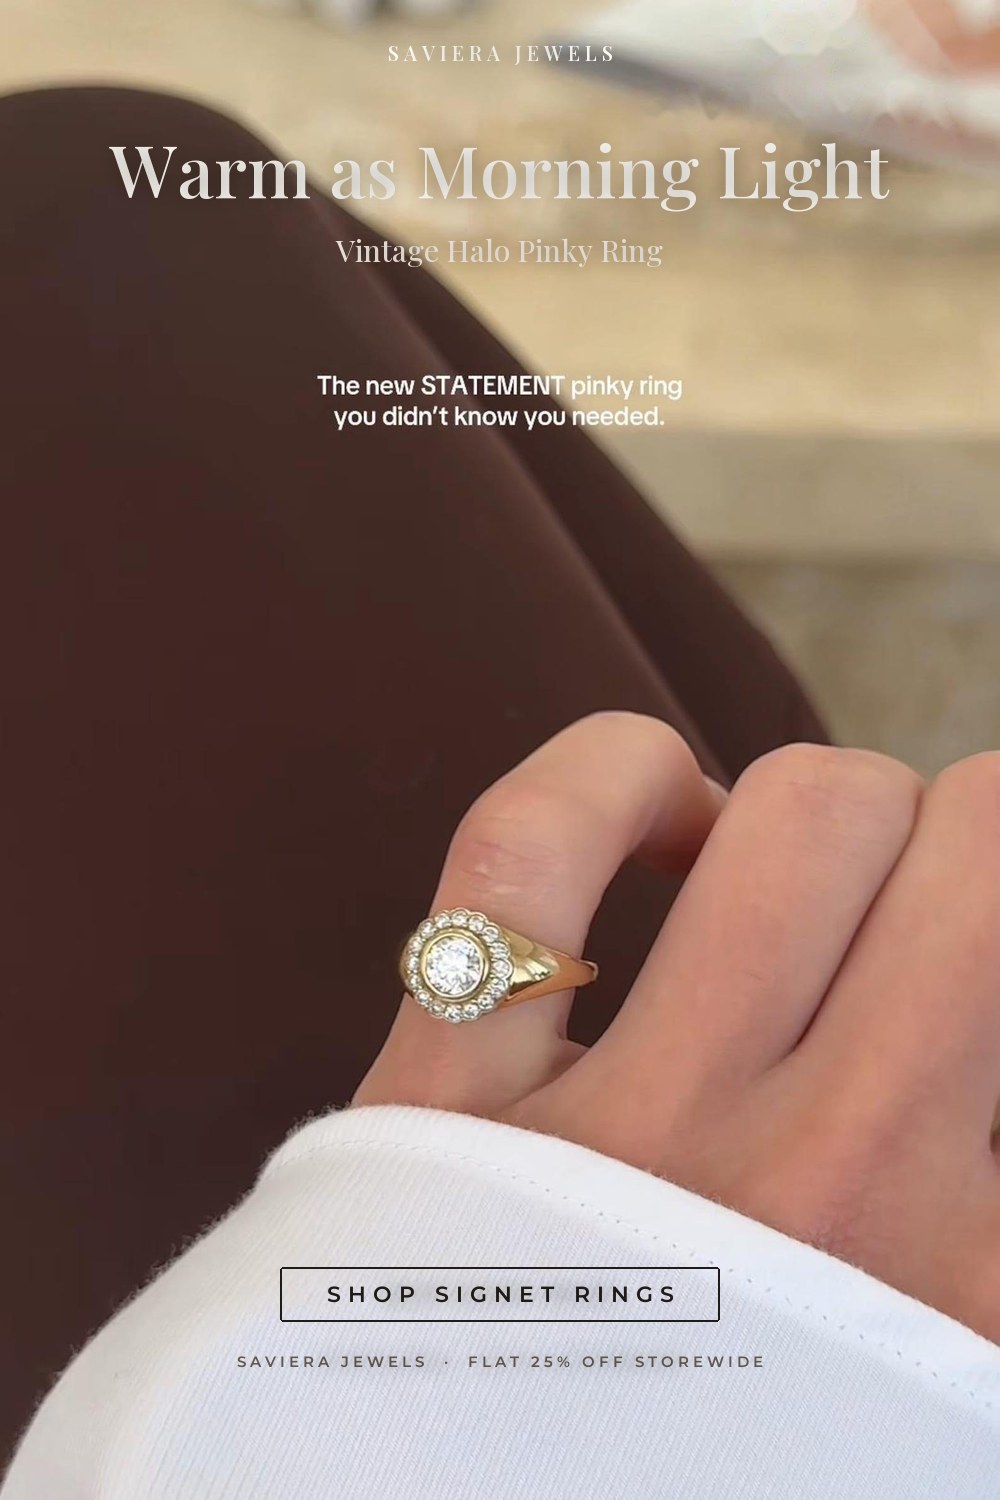 SAVIERA JEWELS
Warm as Morning Light
Vintage Halo Pinky Ring
The new STATEMENT pinky ring
you didn't know you needed.
SHOP SIGNET RINGS
SAVIERA JEWELS · FLAT 25% OFF STOREWIDE